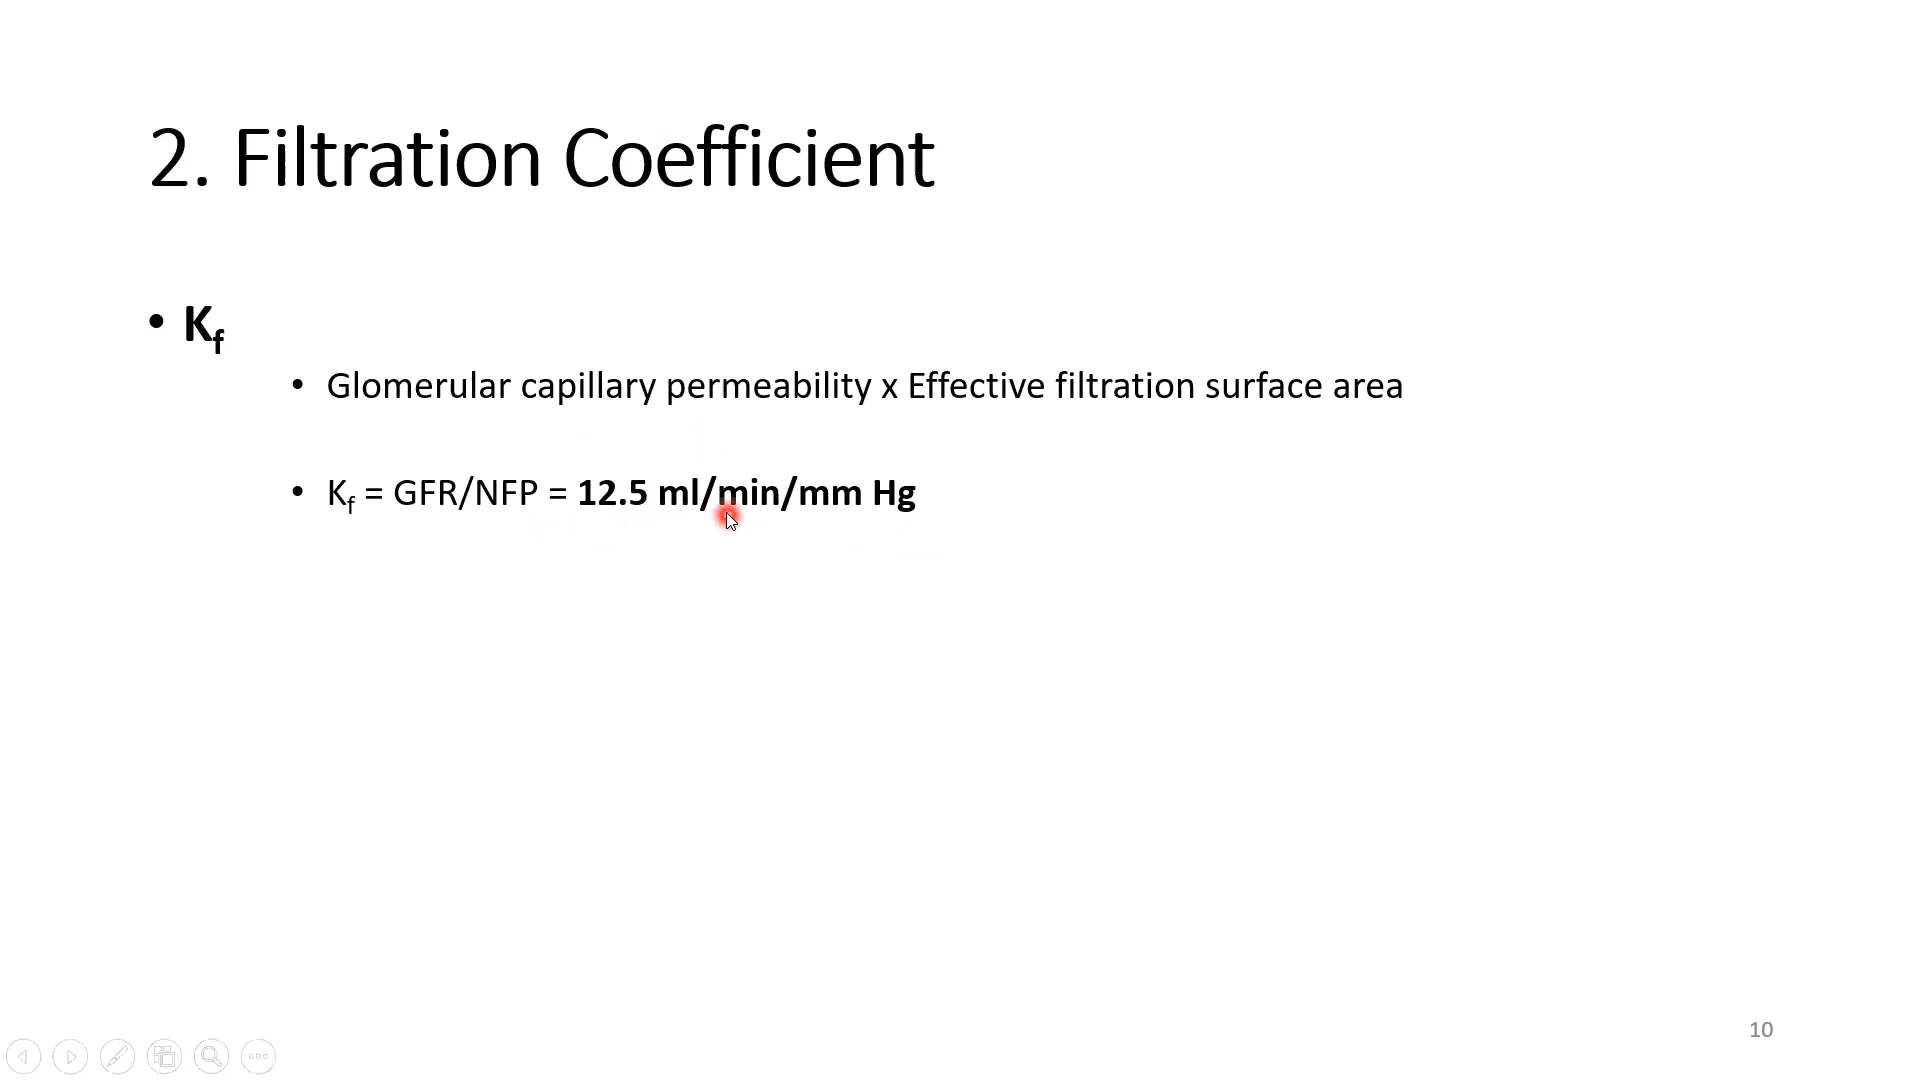 2. Filtration Coefficient
• Kf
• Glomerular capillary permeability x Effective filtration surface area
• Kf = GFR/NFP = 12.5 ml/min/mm Hg
10